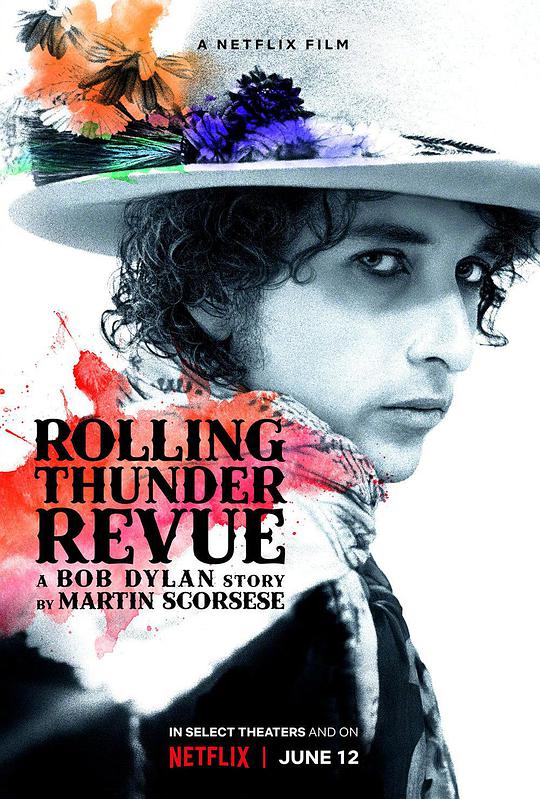 A NETFLIX FILM
ROLLING
THUNDER
REVUE
A BOB DYLAN STORY
BY MARTIN SCORSESE
IN SELECT THEATERS AND ON
NETFLIX | JUNE 12